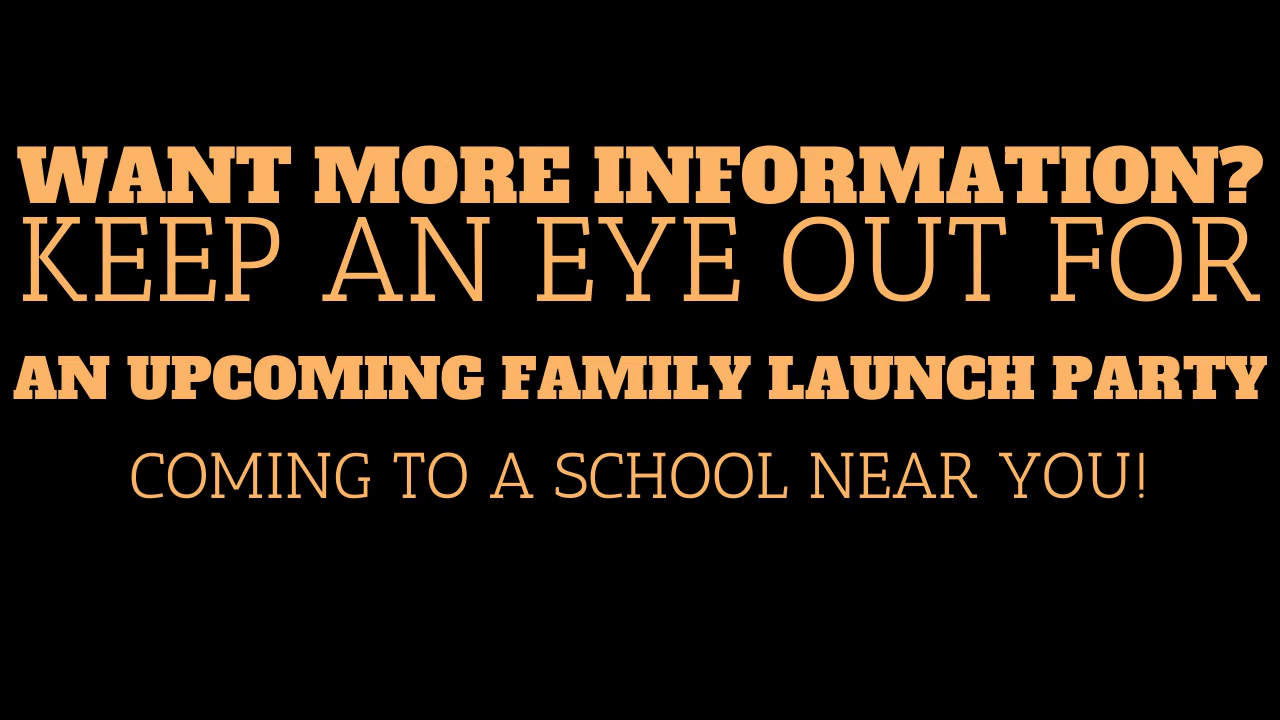 WANT MORE INFORMATION?
KEEP AN EYE OUT FOR
AN UPCOMING FAMILY LAUNCH PARTY
COMING TO A SCHOOL NEAR YOU!